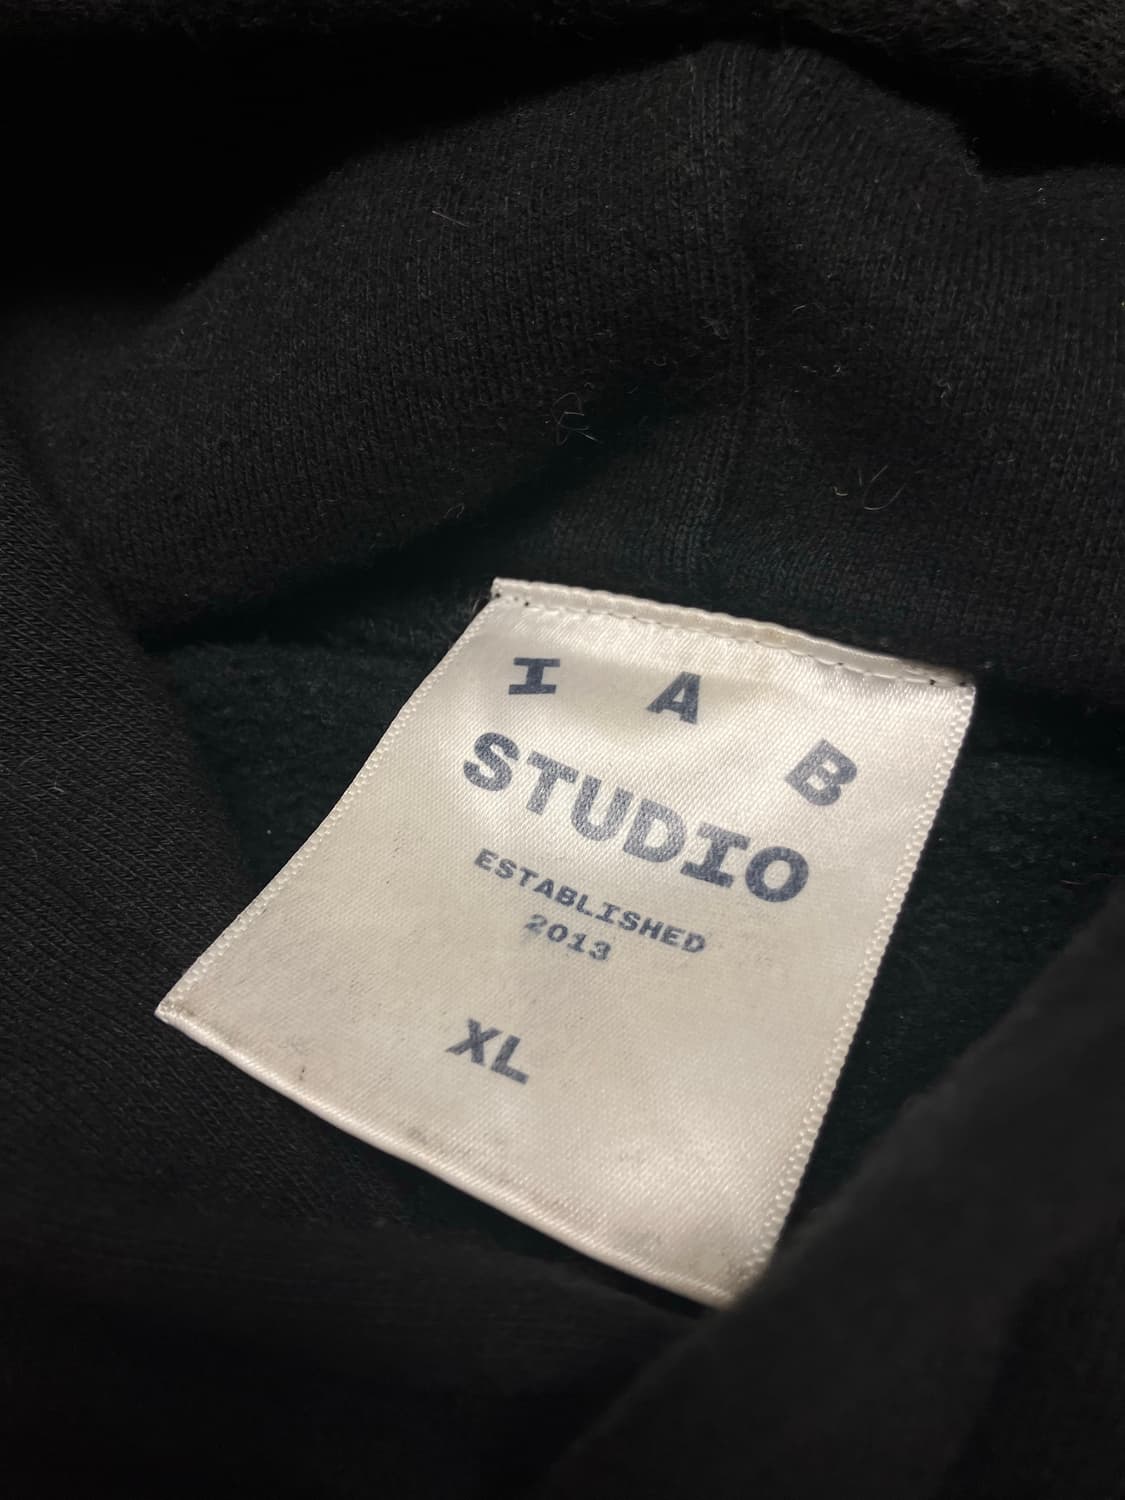 I A B
STUDIO
ESTABLISHED
2013
XL